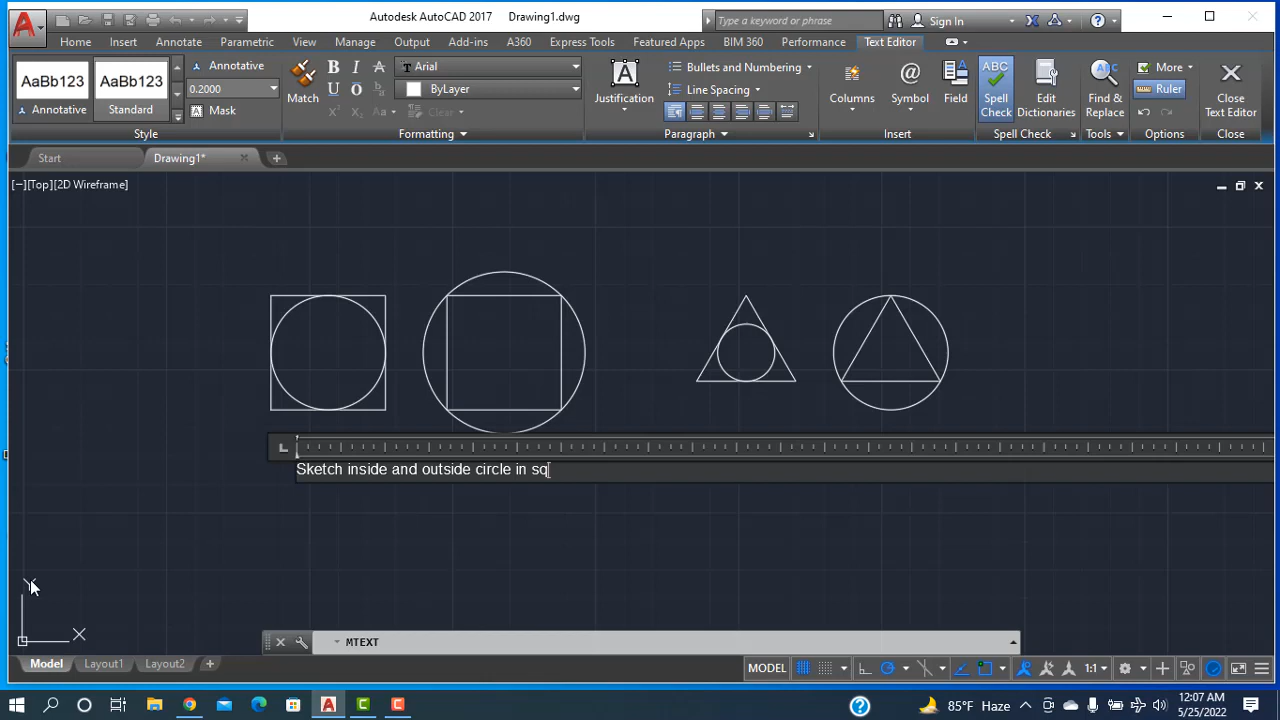 Autodesk AutoCAD 2017 Drawing1.dwg
Type a keyword or phrase
Sign In
Home Insert Annotate Parametric View Manage Output Add-ins A360 Express Tools Featured Apps BIM 360 Performance Text Editor
AaBb123 AaBb123
Annotative Standard
Annotative
0.2000
Mask
Style
Match
Arial
ByLayer
Clear
Formatting
Justification
Bullets and Numbering
Line Spacing
Paragraph
Columns
Symbol
Field
Insert
ABC
Spell Check
Edit Dictionaries
Spell Check
Find & Replace
Tools
More
Ruler
Options
Close Text Editor
Close
Start
Drawing1*
[−][Top][2D Wireframe]
Sketch inside and outside circle in sq
Y
X
MTEXT
Model Layout1 Layout2
MODEL
1:1
85°F Haze
12:07 AM
5/25/2022